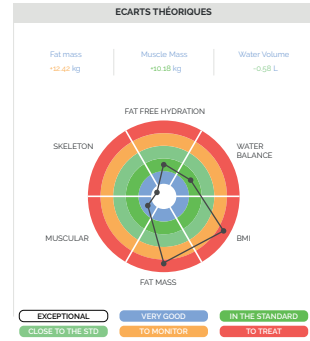 ECARTS THÉORIQUES
Fat mass Muscle Mass Water Volume
+12.42 kg +10.18 kg -0.58 L
FAT FREE HYDRATION
SKELETON WATER
BALANCE
MUSCULAR BMI
FAT MASS
EXCEPTIONAL VERY GOOD IN THE STANDARD
CLOSE TO THE STD TO MONITOR TO TREAT